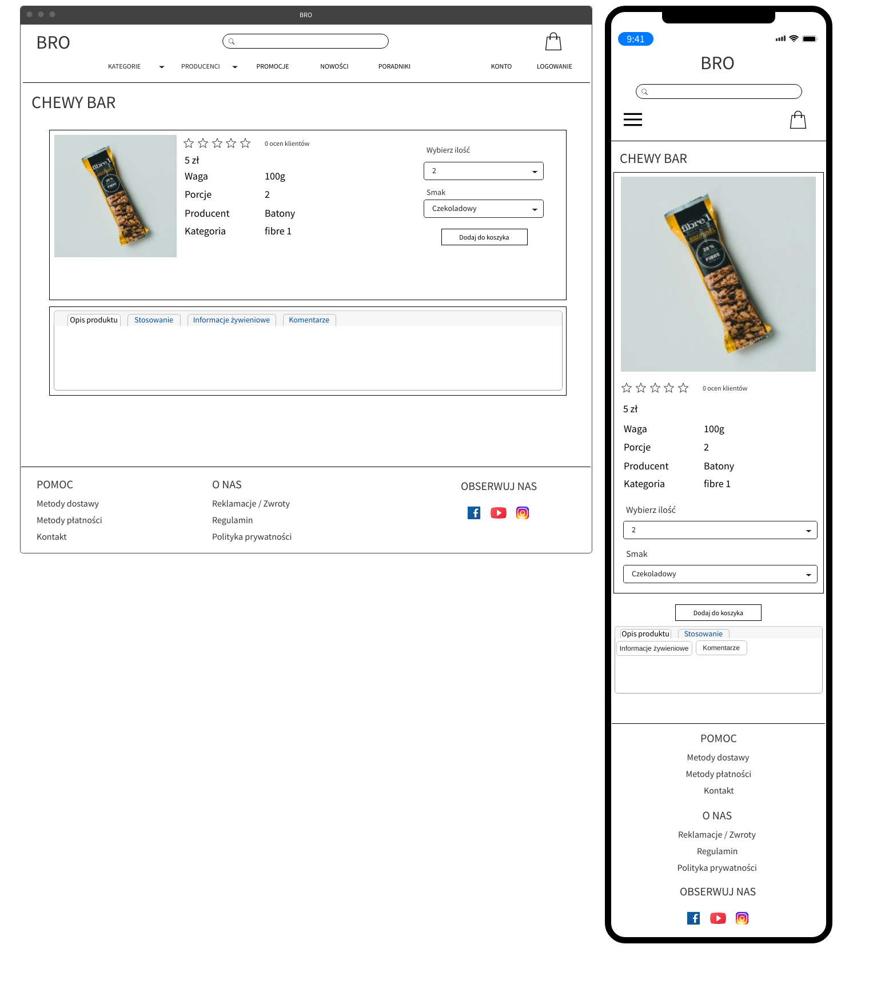 BRO
BRO
KATEGORIE PRODUCENCI PROMOCJE NOWOŚCI PORADNIKI KONTO LOGOWANIE
CHEWY BAR
fibre 1
28 %
FIBRE
0 ocen klientów
5 zł
Waga 100g
Porcje 2
Producent Batony
Kategoria fibre 1
Wybierz ilość
2
Smak
Czekoladowy
Dodaj do koszyka
Opis produktu Stosowanie Informacje żywieniowe Komentarze
POMOC
Metody dostawy
Metody płatności
Kontakt
O NAS
Reklamacje / Zwroty
Regulamin
Polityka prywatności
OBSERWUJ NAS
9:41
BRO
CHEWY BAR
fibre 1
28 %
FIBRE
0 ocen klientów
5 zł
Waga 100g
Porcje 2
Producent Batony
Kategoria fibre 1
Wybierz ilość
2
Smak
Czekoladowy
Dodaj do koszyka
Opis produktu Stosowanie
Informacje żywieniowe Komentarze
POMOC
Metody dostawy
Metody płatności
Kontakt
O NAS
Reklamacje / Zwroty
Regulamin
Polityka prywatności
OBSERWUJ NAS